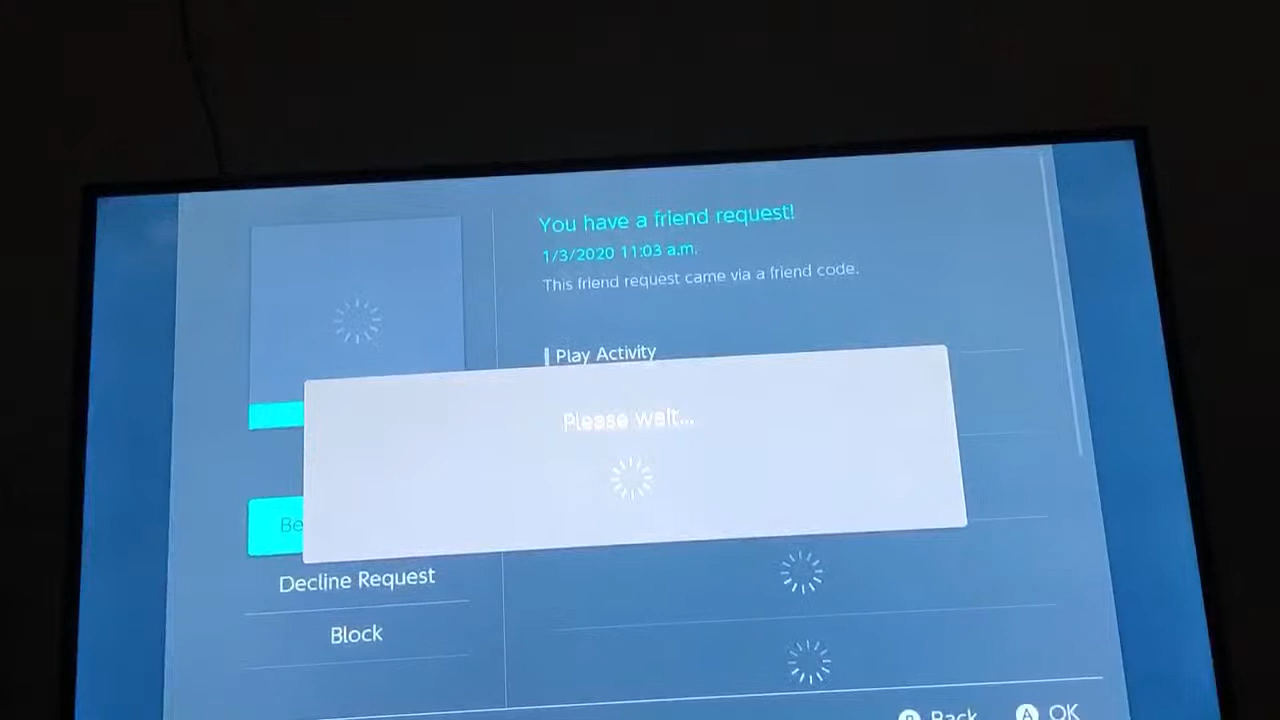 You have a friend request!
1/3/2020 11:03 a.m.
This friend request came via a friend code.
Play Activity
Please wait...
Be
Decline Request
Block
Back
A OK